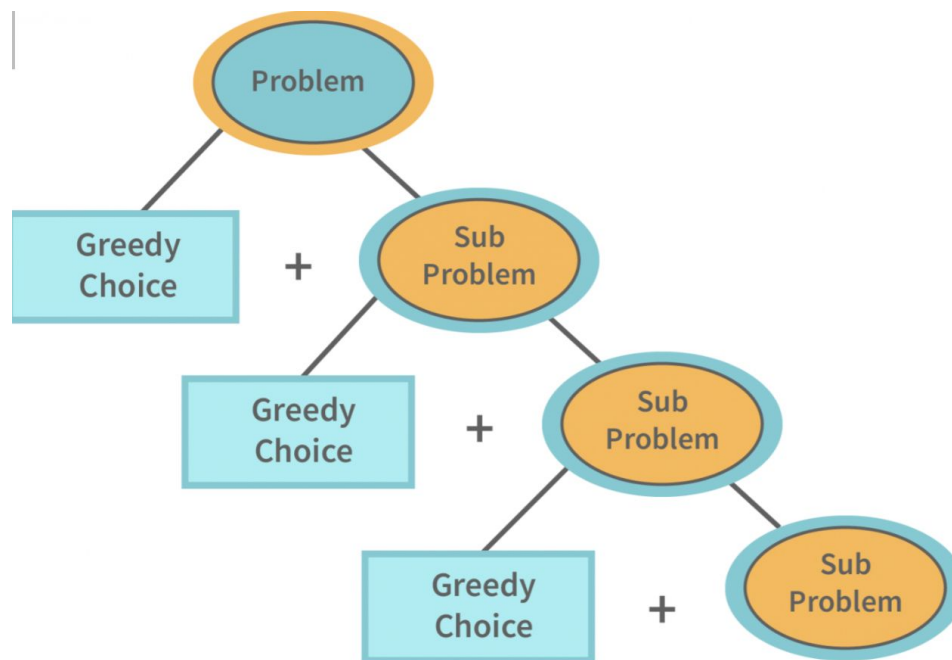 Problem
Greedy
Choice
+
Sub
Problem
Greedy
Choice
+
Sub
Problem
Greedy
Choice
+
Sub
Problem